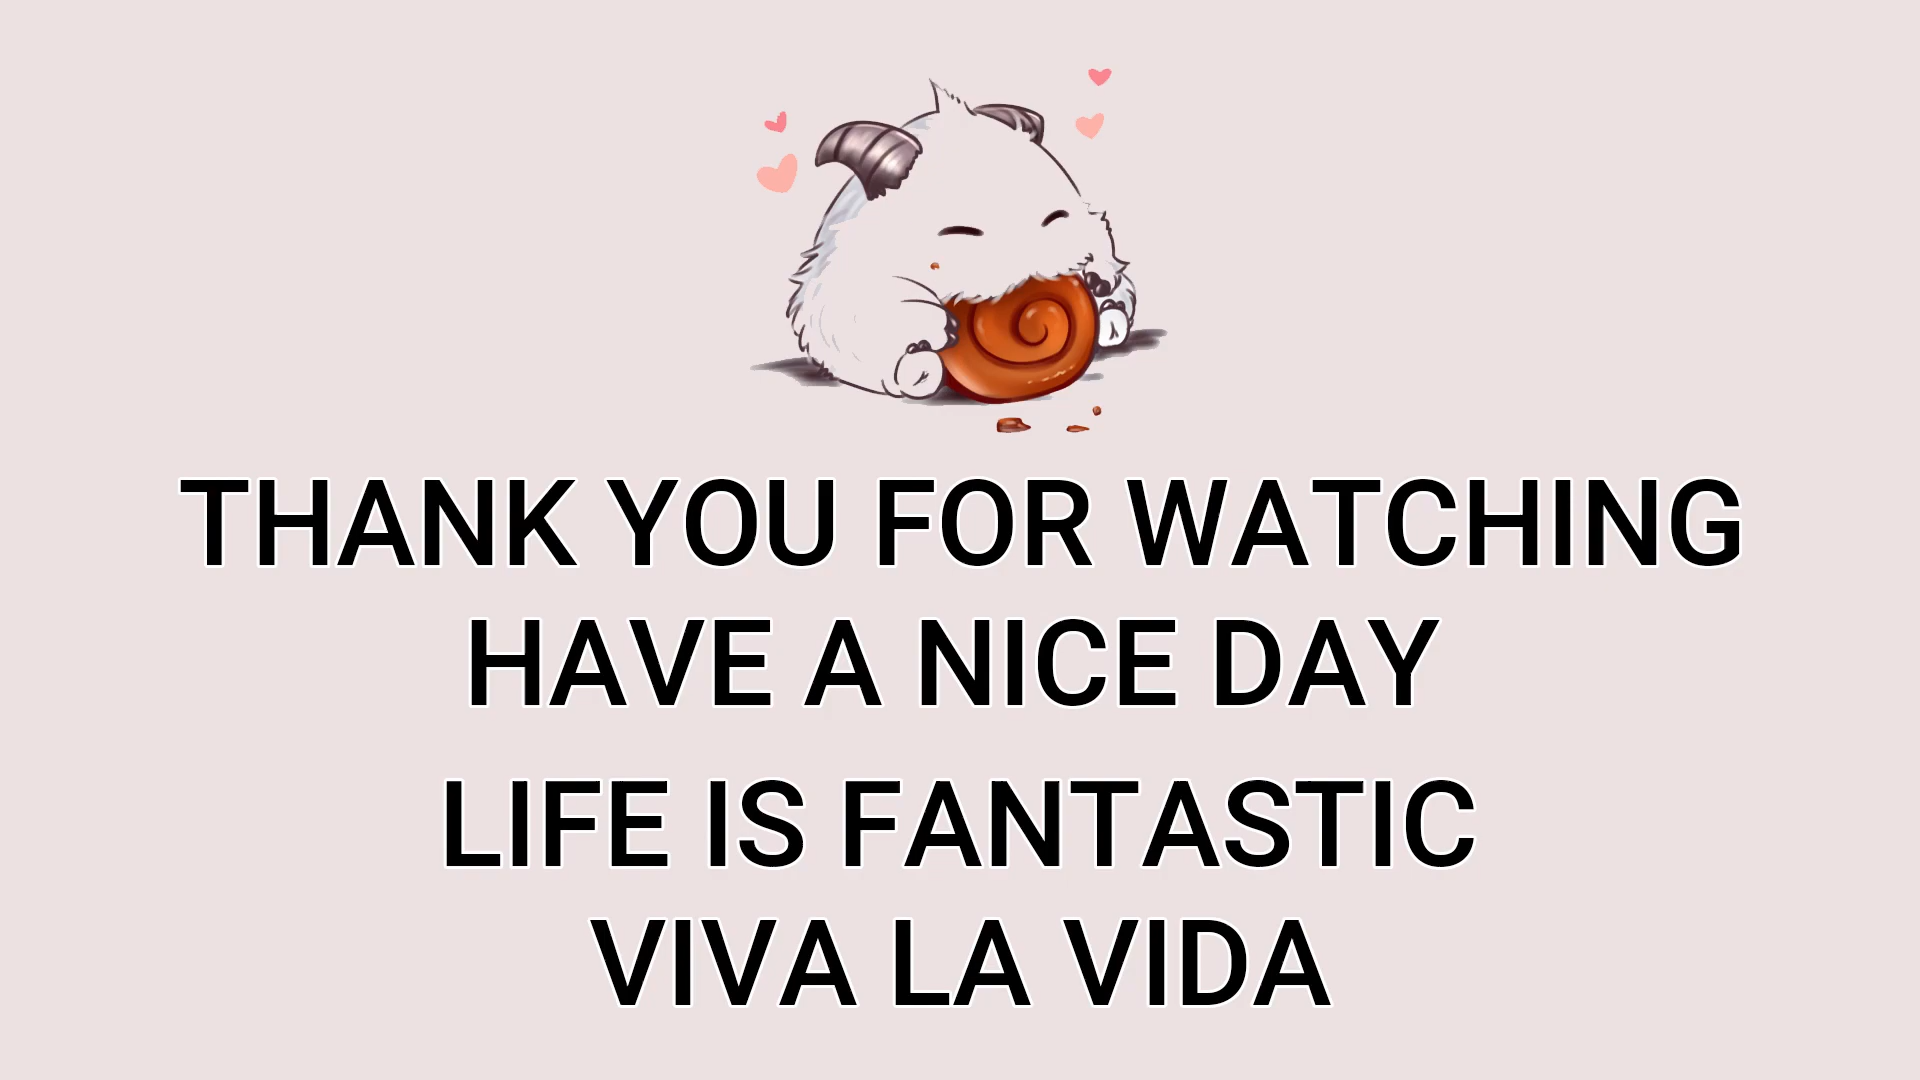 THANK YOU FOR WATCHING
HAVE A NICE DAY
LIFE IS FANTASTIC
VIVA LA VIDA